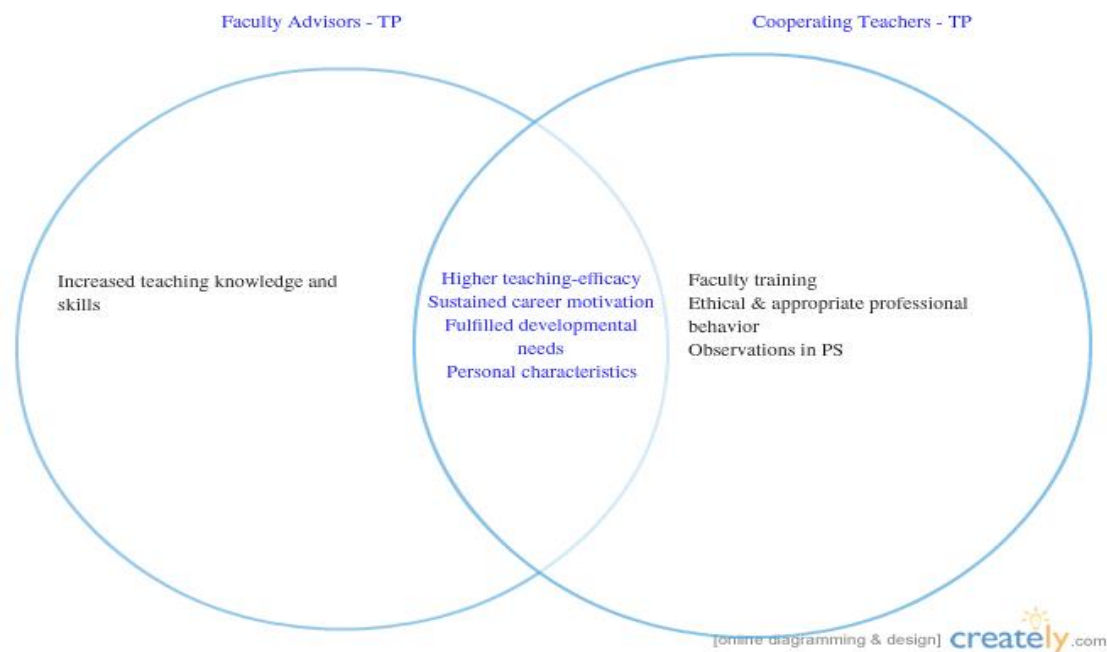 Faculty Advisors - TP
Cooperating Teachers - TP
Increased teaching knowledge and
skills
Higher teaching-efficacy
Sustained career motivation
Fulfilled developmental
needs
Personal characteristics
Faculty training
Ethical & appropriate professional
behavior
Observations in PS
[online diagramming & design] creately.com